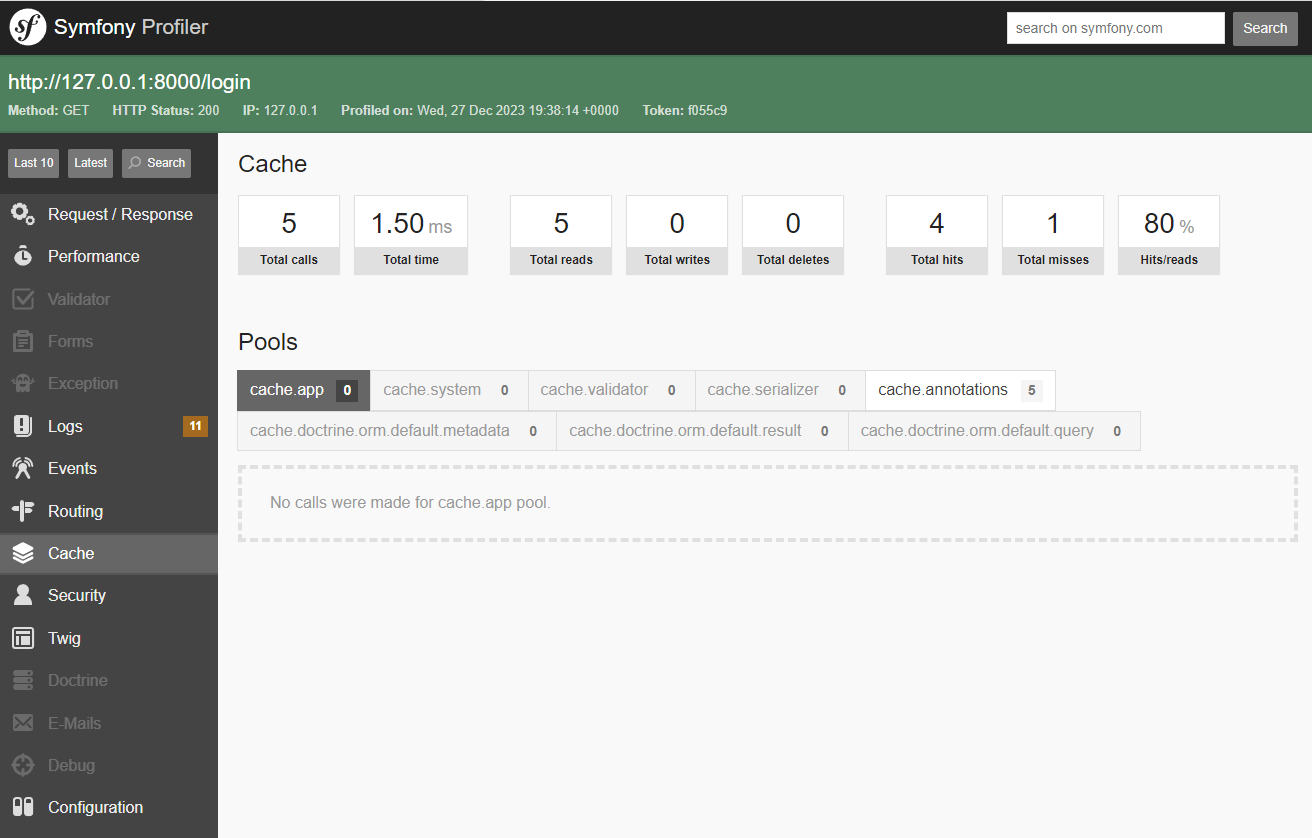 sf Symfony Profiler
search on symfony.com Search
http://127.0.0.1:8000/login
Method: GET HTTP Status: 200 IP: 127.0.0.1 Profiled on: Wed, 27 Dec 2023 19:38:14 +0000 Token: f055c9
Last 10 Latest Search
Request / Response
Performance
Validator
Forms
Exception
Logs 11
Events
Routing
Cache
Security
Twig
Doctrine
E-Mails
Debug
Configuration
Cache
5 1.50 ms 5 0 0 4 1 80 %
Total calls Total time Total reads Total writes Total deletes Total hits Total misses Hits/reads
Pools
cache.app 0 cache.system 0 cache.validator 0 cache.serializer 0 cache.annotations 5
cache.doctrine.orm.default.metadata 0 cache.doctrine.orm.default.result 0 cache.doctrine.orm.default.query 0
No calls were made for cache.app pool.